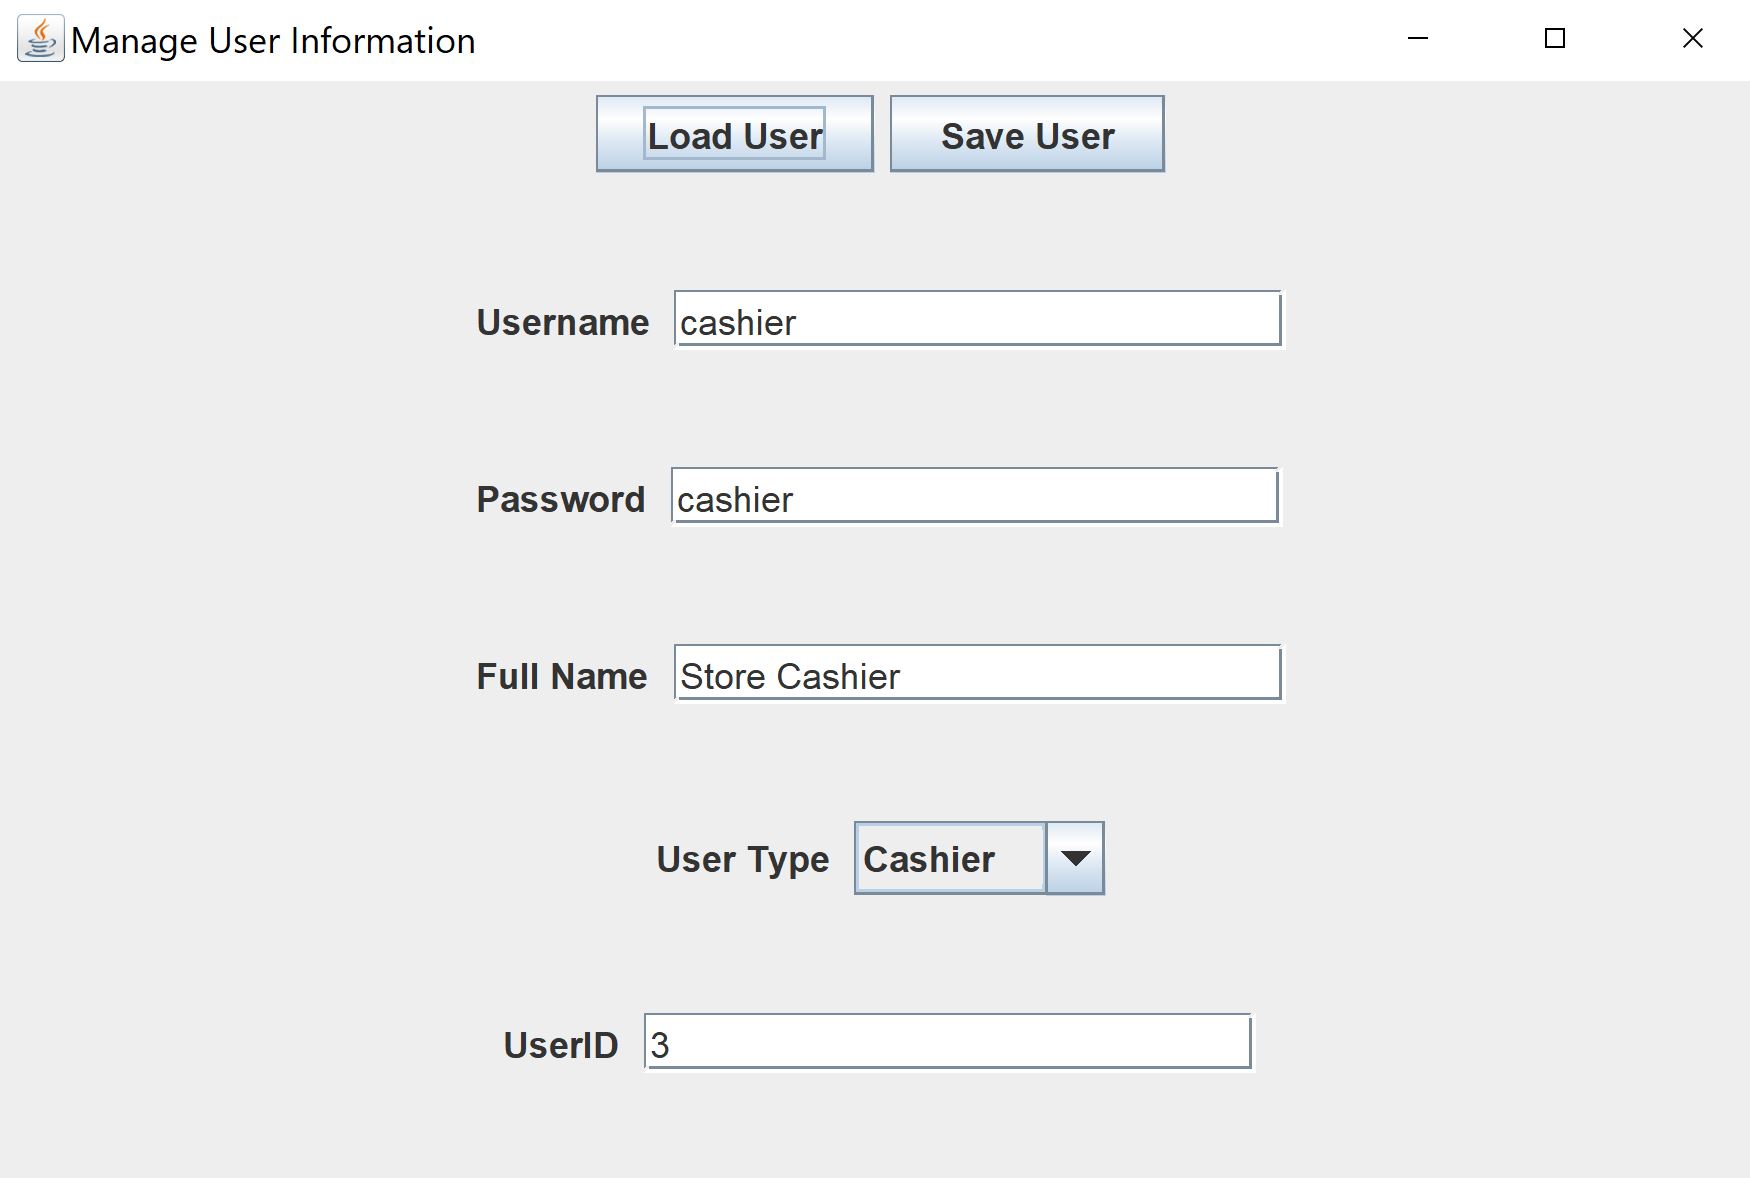 Manage User Information
Load User Save User
Username cashier
Password cashier
Full Name Store Cashier
User Type Cashier
UserID 3